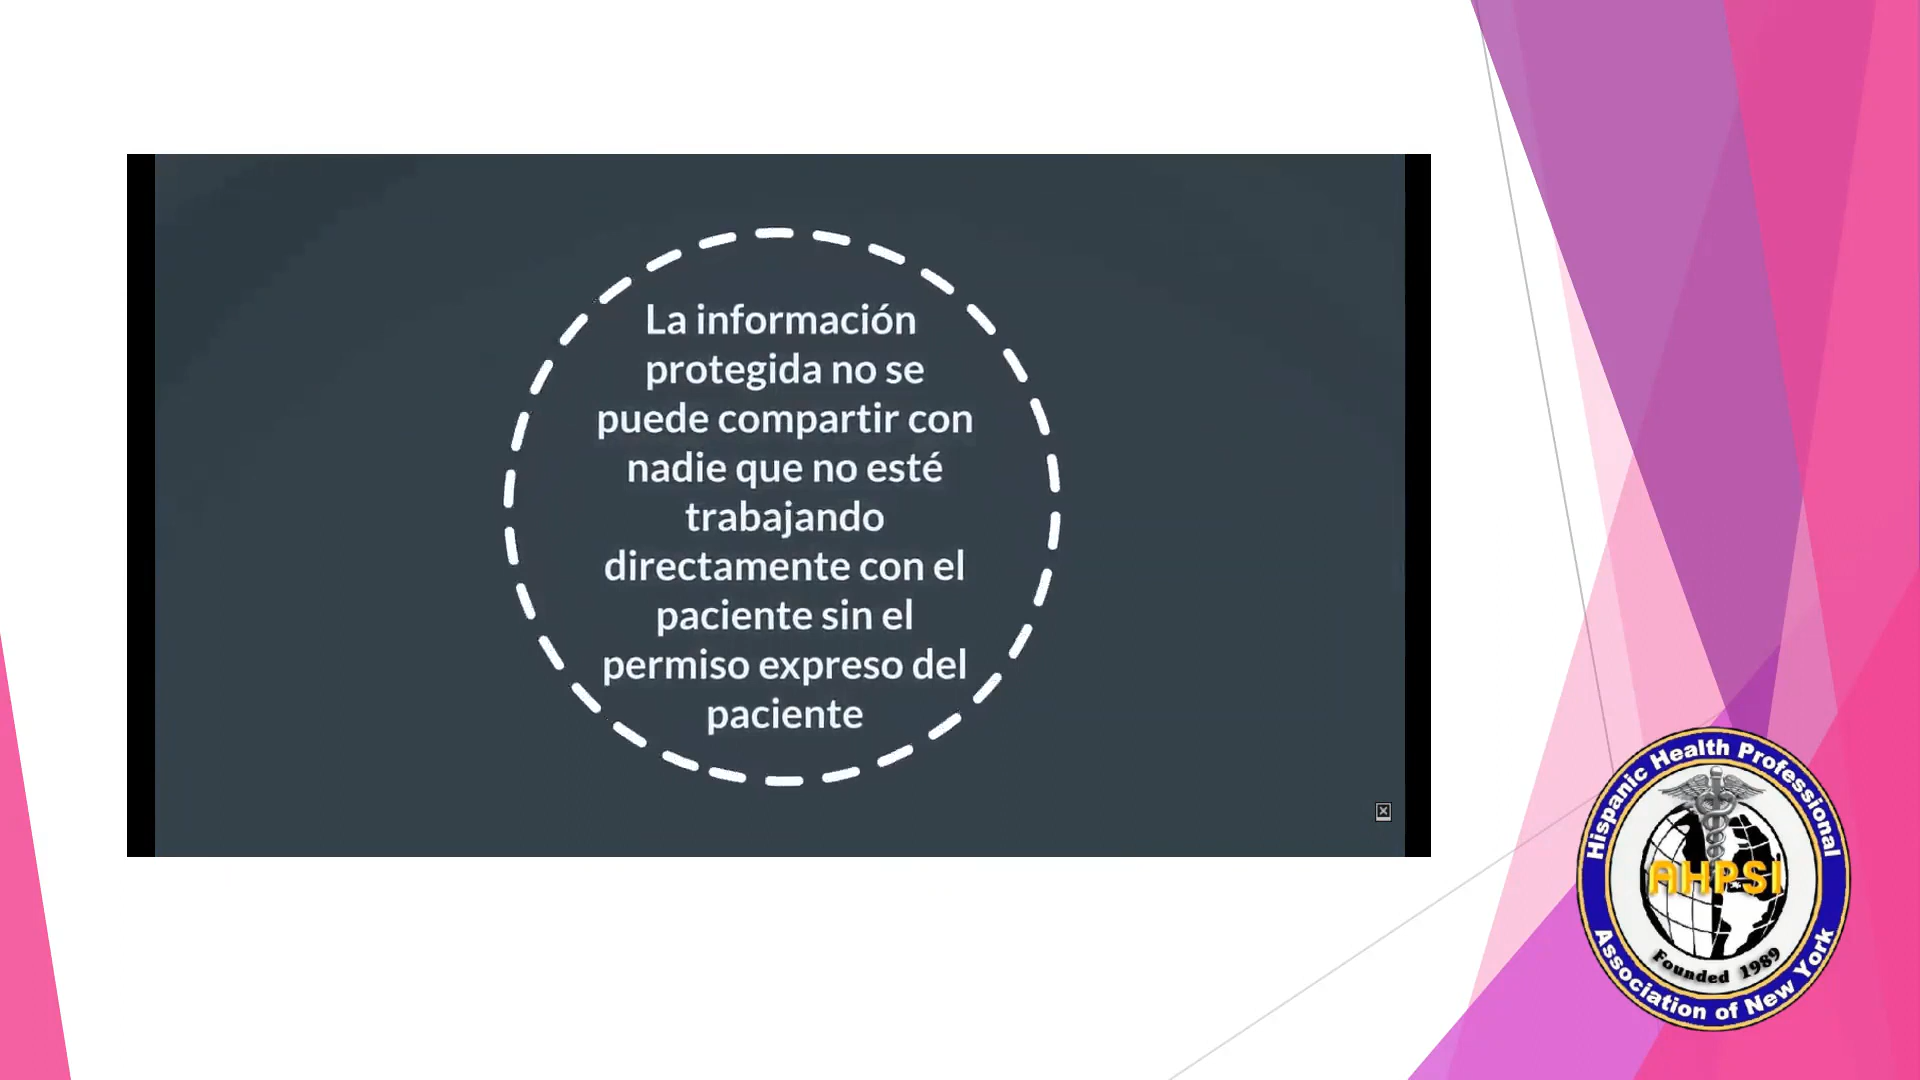 La información
protegida no se
puede compartir con
nadie que no esté
trabajando
directamente con el
paciente sin el
permiso expreso del
paciente
Hispanic Health Professional
AHPSI
Founded 1989
Association of New York